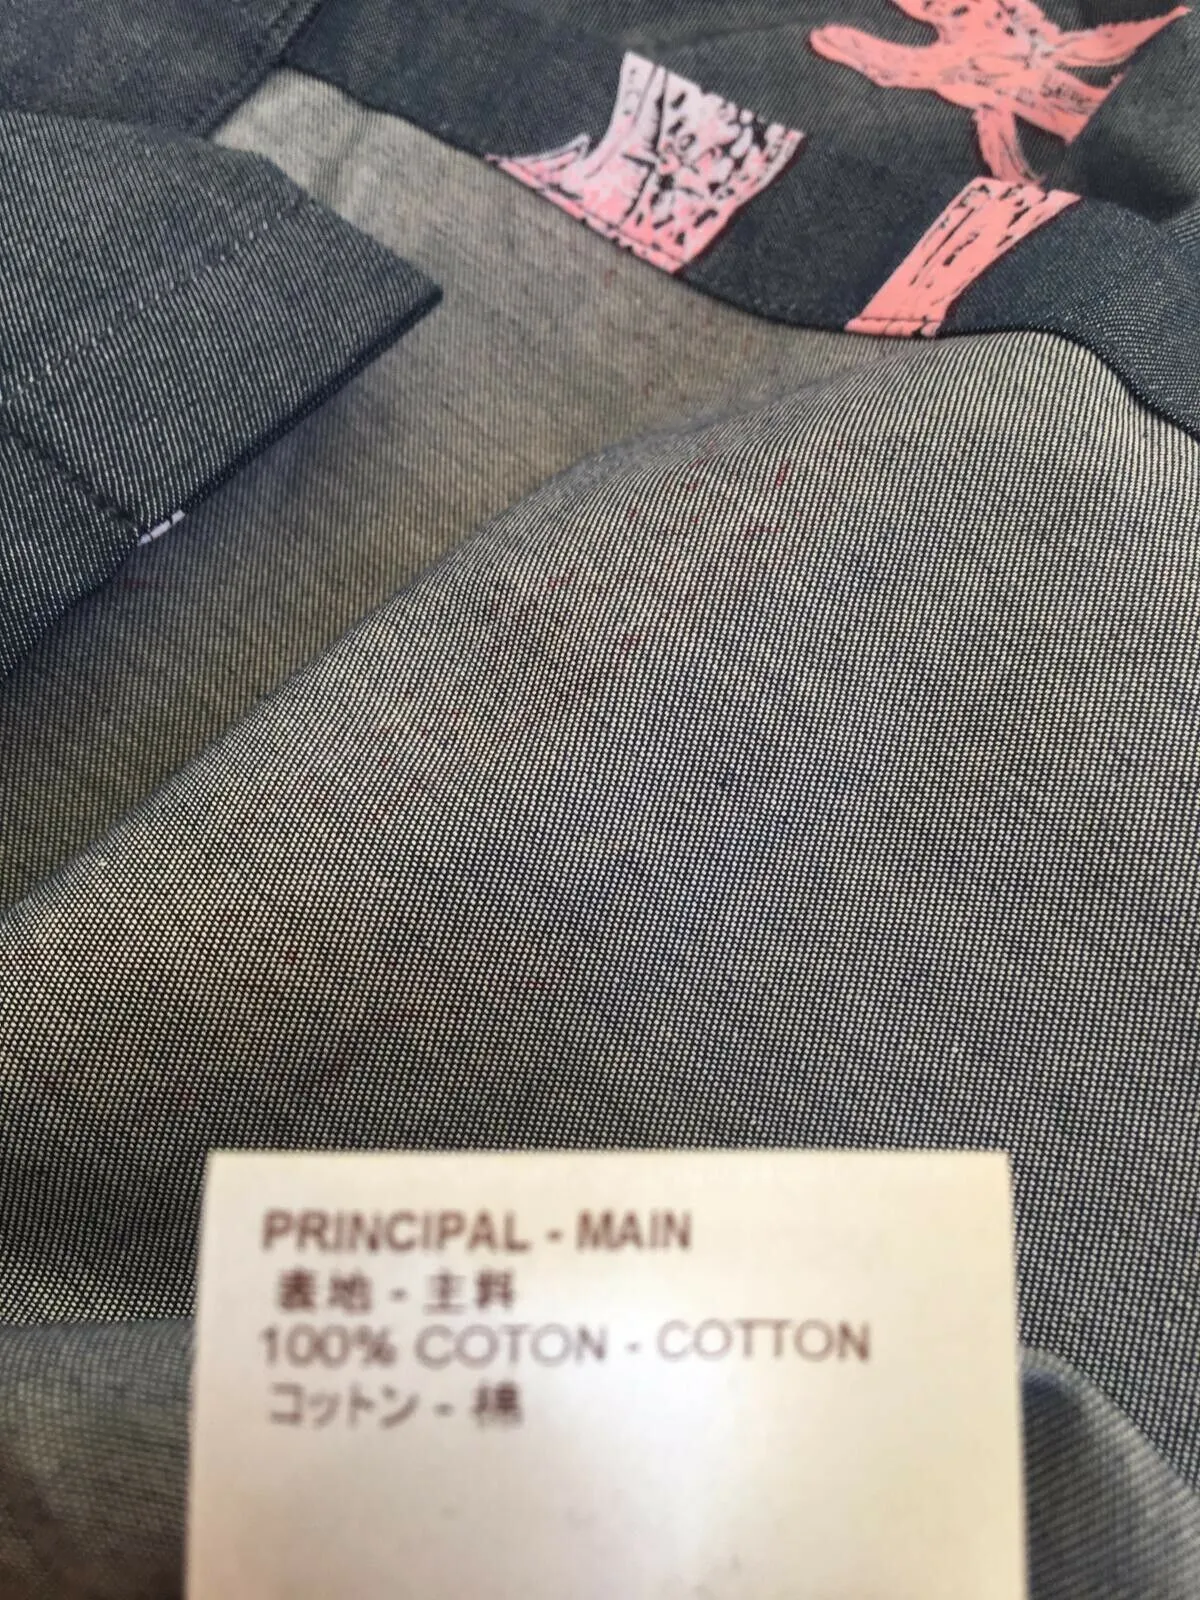 PRINCIPAL - MAIN
表地 - 主料
100% COTON - COTTON
コットン - 棉